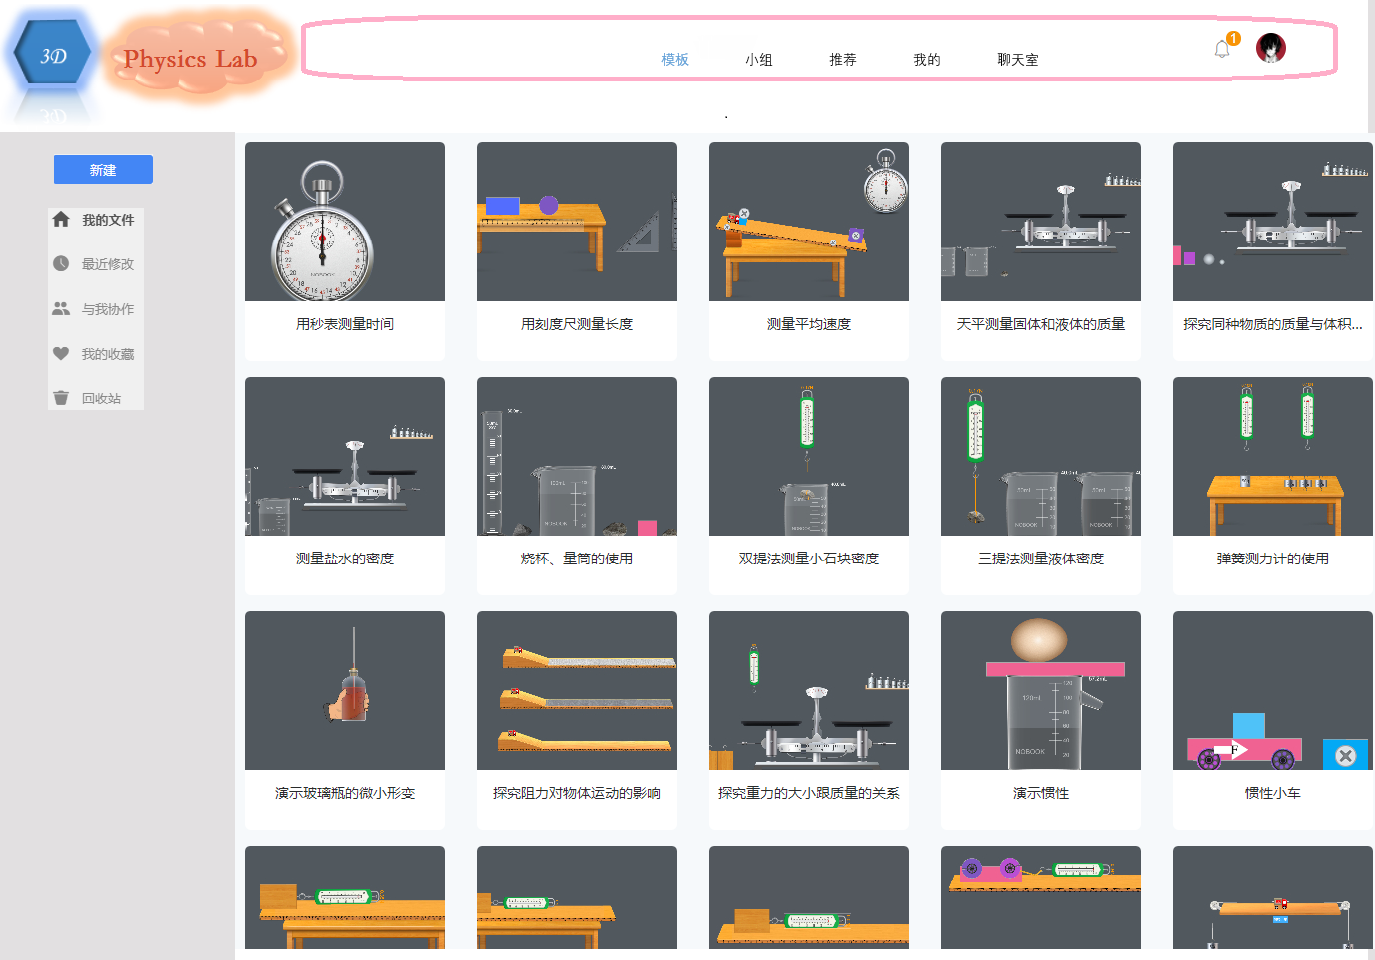 3D
Physics Lab
模板
小组
推荐
我的
聊天室
1
新建
我的文件
最近修改
与我协作
我的收藏
回收站
用秒表测量时间
用刻度尺测量长度
测量平均速度
天平测量固体和液体的质量
探究同种物质的质量与体积...
测量盐水的密度
烧杯、量筒的使用
双提法测量小石块密度
三提法测量液体密度
弹簧测力计的使用
演示玻璃瓶的微小形变
探究阻力对物体运动的影响
探究重力的大小跟质量的关系
演示惯性
惯性小车
NOBOOK
120ml
F